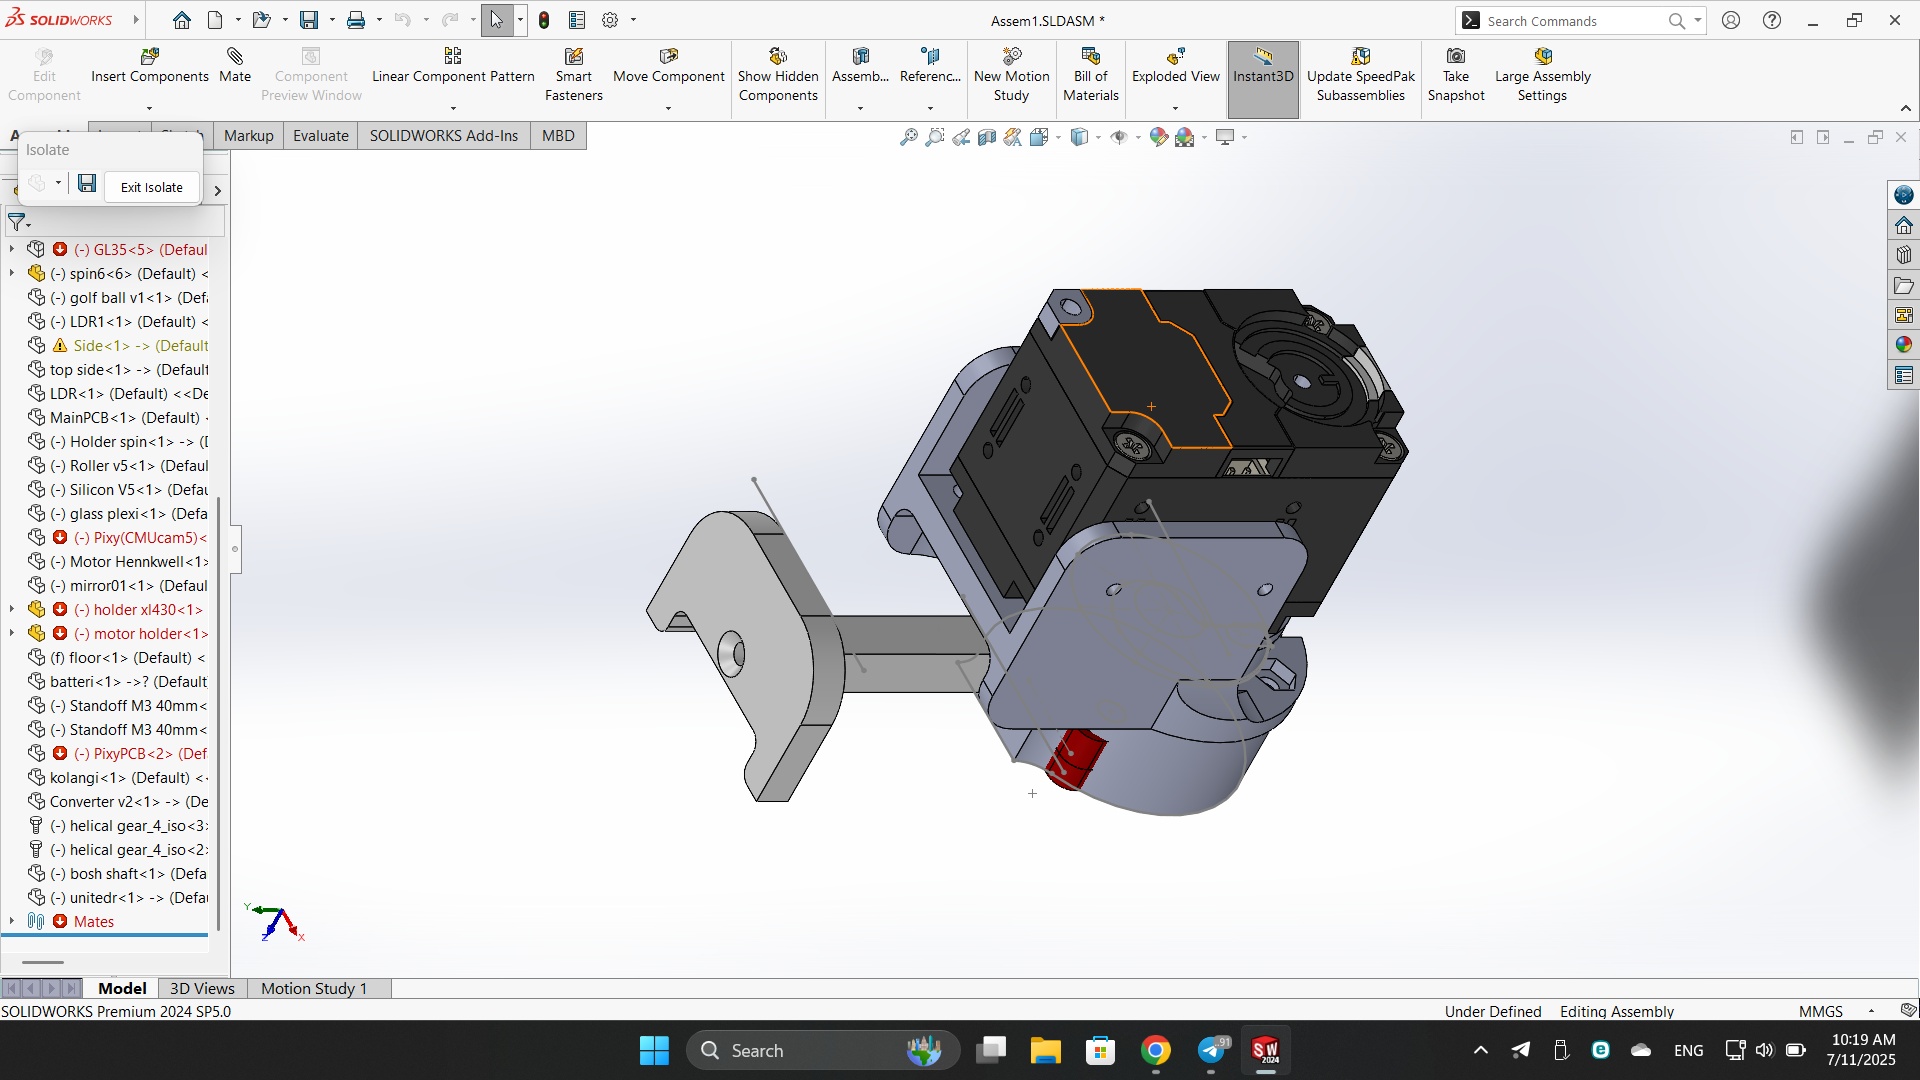 SOLIDWORKS
Assem1.SLDASM *
Search Commands
Edit
Component
Insert Components
Mate
Component
Preview Window
Linear Component Pattern
Smart
Fasteners
Move Component
Show Hidden
Components
Assemb...
Referenc...
New Motion
Study
Bill of
Materials
Exploded View
Instant3D
Update SpeedPak
Subassemblies
Take
Snapshot
Large Assembly
Settings
Markup
Evaluate
SOLIDWORKS Add-Ins
MBD
Isolate
Exit Isolate
(-) GL35<5> (Defaul
(-) spin6<6> (Default) <
(-) golf ball v1<1> (Defa
(-) LDR1<1> (Default) <
Side<1> -> (Default
top side<1> -> (Default
LDR<1> (Default) <<De
MainPCB<1> (Default) <
(-) Holder spin<1> -> (D
(-) Roller v5<1> (Defaul
(-) Silicon V5<1> (Defau
(-) glass plexi<1> (Defa
(-) Pixy(CMUcam5)<
(-) Motor Hennkwell<1>
(-) mirror01<1> (Default
(-) holder xl430<1>
(-) motor holder<1>
(f) floor<1> (Default) <
batteri<1> ->? (Default
(-) Standoff M3 40mm<
(-) Standoff M3 40mm<
(-) PixyPCB<2> (Def
kolangi<1> (Default) <<
Converter v2<1> -> (De
(-) helical gear_4_iso<3>
(-) helical gear_4_iso<2>
(-) bosh shaft<1> (Defa
(-) unitedr<1> -> (Defau
Mates
Y
Z
X
Model
3D Views
Motion Study 1
SOLIDWORKS Premium 2024 SP5.0
Under Defined
Editing Assembly
MMGS
Search
91
SW
2024
ENG
10:19 AM
7/11/2025